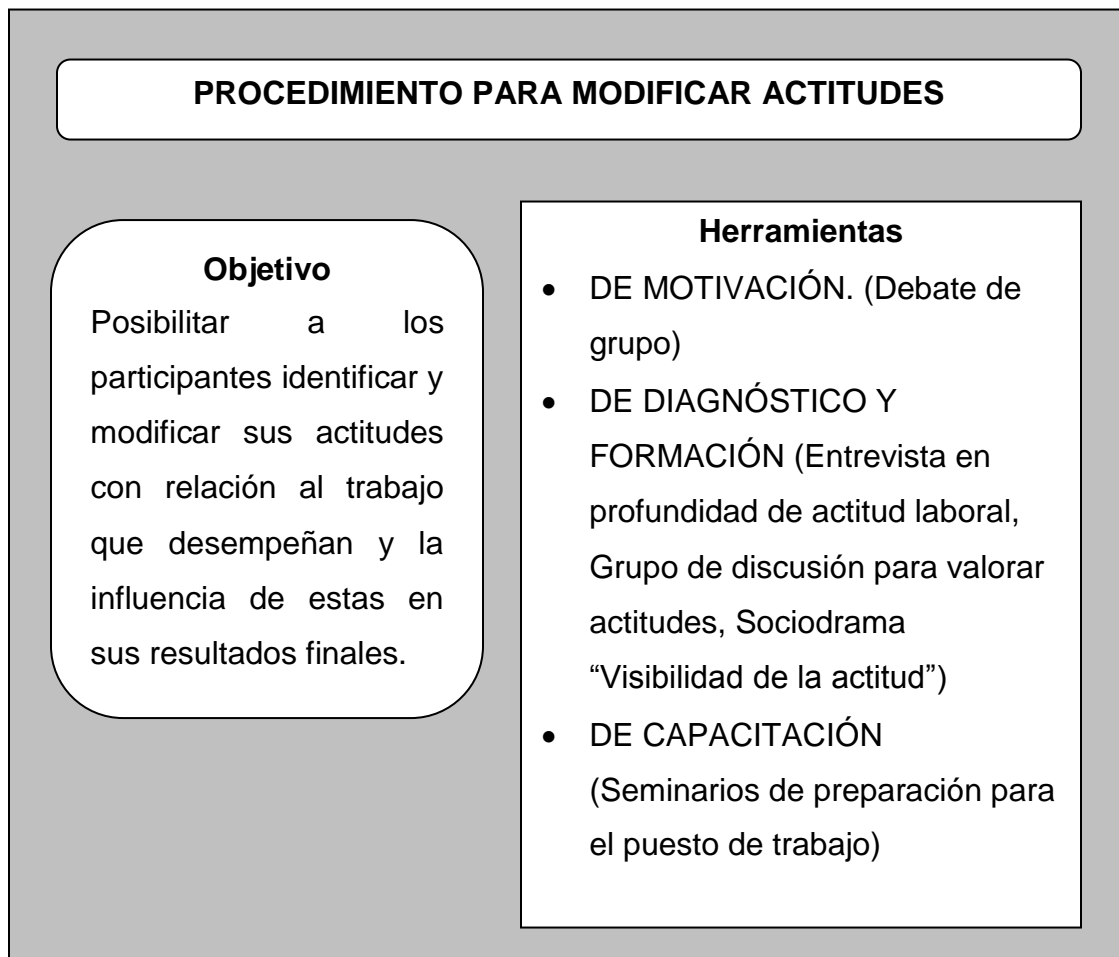 PROCEDIMIENTO PARA MODIFICAR ACTITUDES
Objetivo
Posibilitar a los
participantes identificar y
modificar sus actitudes
con relación al trabajo
que desempeñan y la
influencia de estas en
sus resultados finales.
Herramientas
• DE MOTIVACIÓN. (Debate de
grupo)
• DE DIAGNÓSTICO Y
FORMACIÓN (Entrevista en
profundidad de actitud laboral,
Grupo de discusión para valorar
actitudes, Sociodrama
“Visibilidad de la actitud”)
• DE CAPACITACIÓN
(Seminarios de preparación para
el puesto de trabajo)